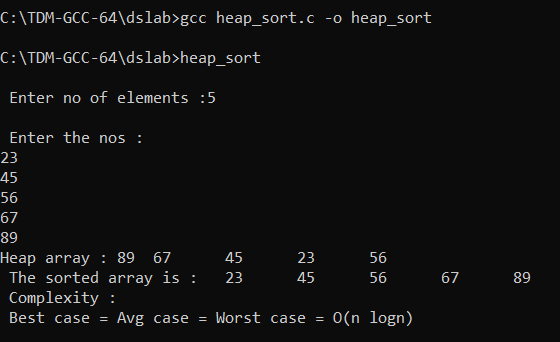 C:\TDM-GCC-64\dslab>gcc heap_sort.c -o heap_sort
C:\TDM-GCC-64\dslab>heap_sort
Enter no of elements :5
Enter the nos :
23
45
56
67
89
Heap array : 89 67 45 23 56
The sorted array is : 23 45 56 67 89
Complexity :
Best case = Avg case = Worst case = O(n logn)